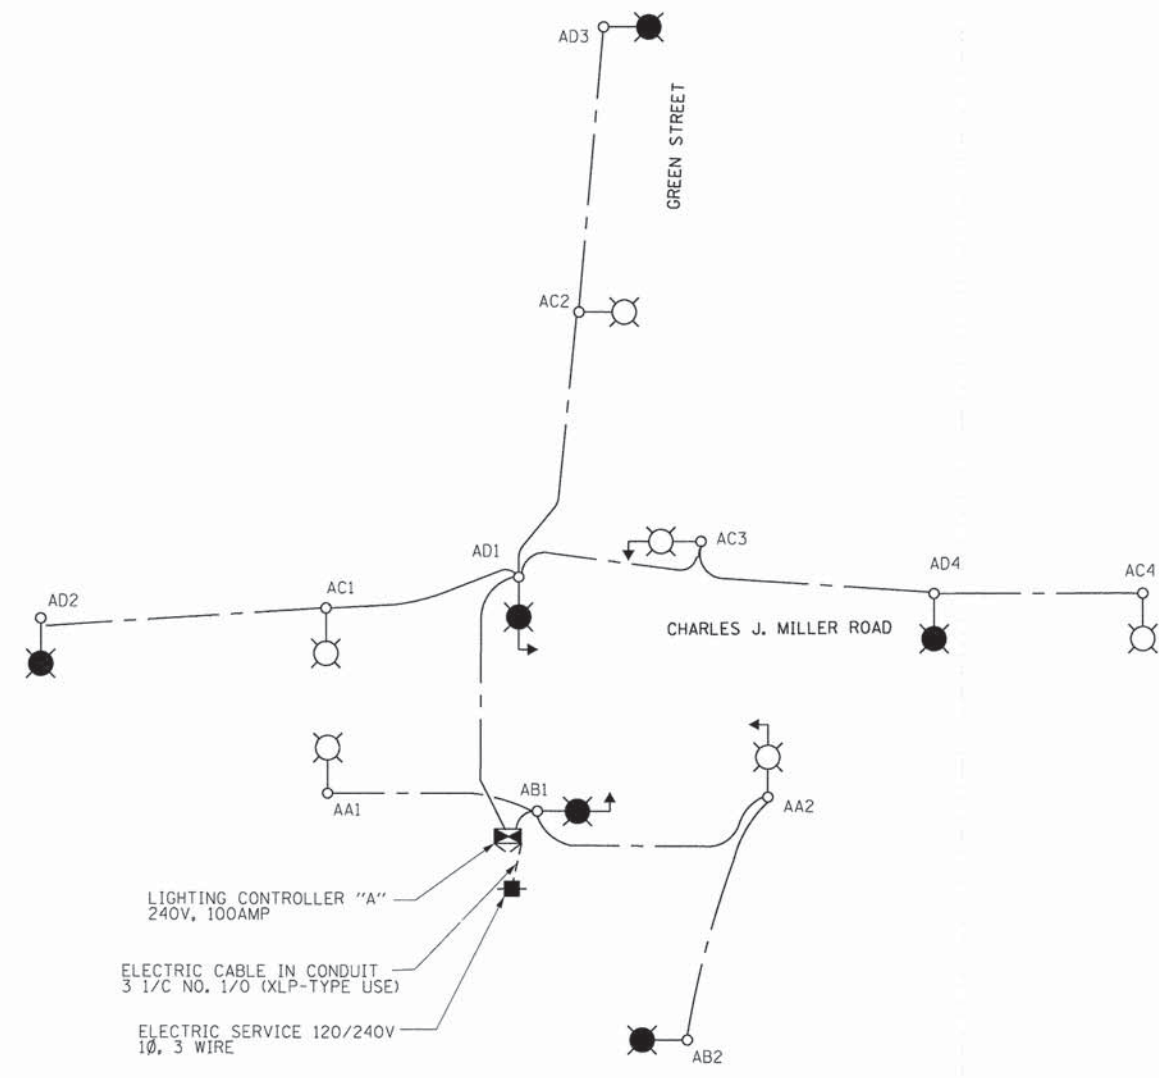 AD3
GREEN STREET
AC2
AD1
AC3
AD4
AC4
AC1
AD2
CHARLES J. MILLER ROAD
AB1
AA1
AA2
LIGHTING CONTROLLER "A"
240V, 100AMP
ELECTRIC CABLE IN CONDUIT
3 1/C NO. 1/0 (XLP-TYPE USE)
ELECTRIC SERVICE 120/240V
1Ø, 3 WIRE
AB2